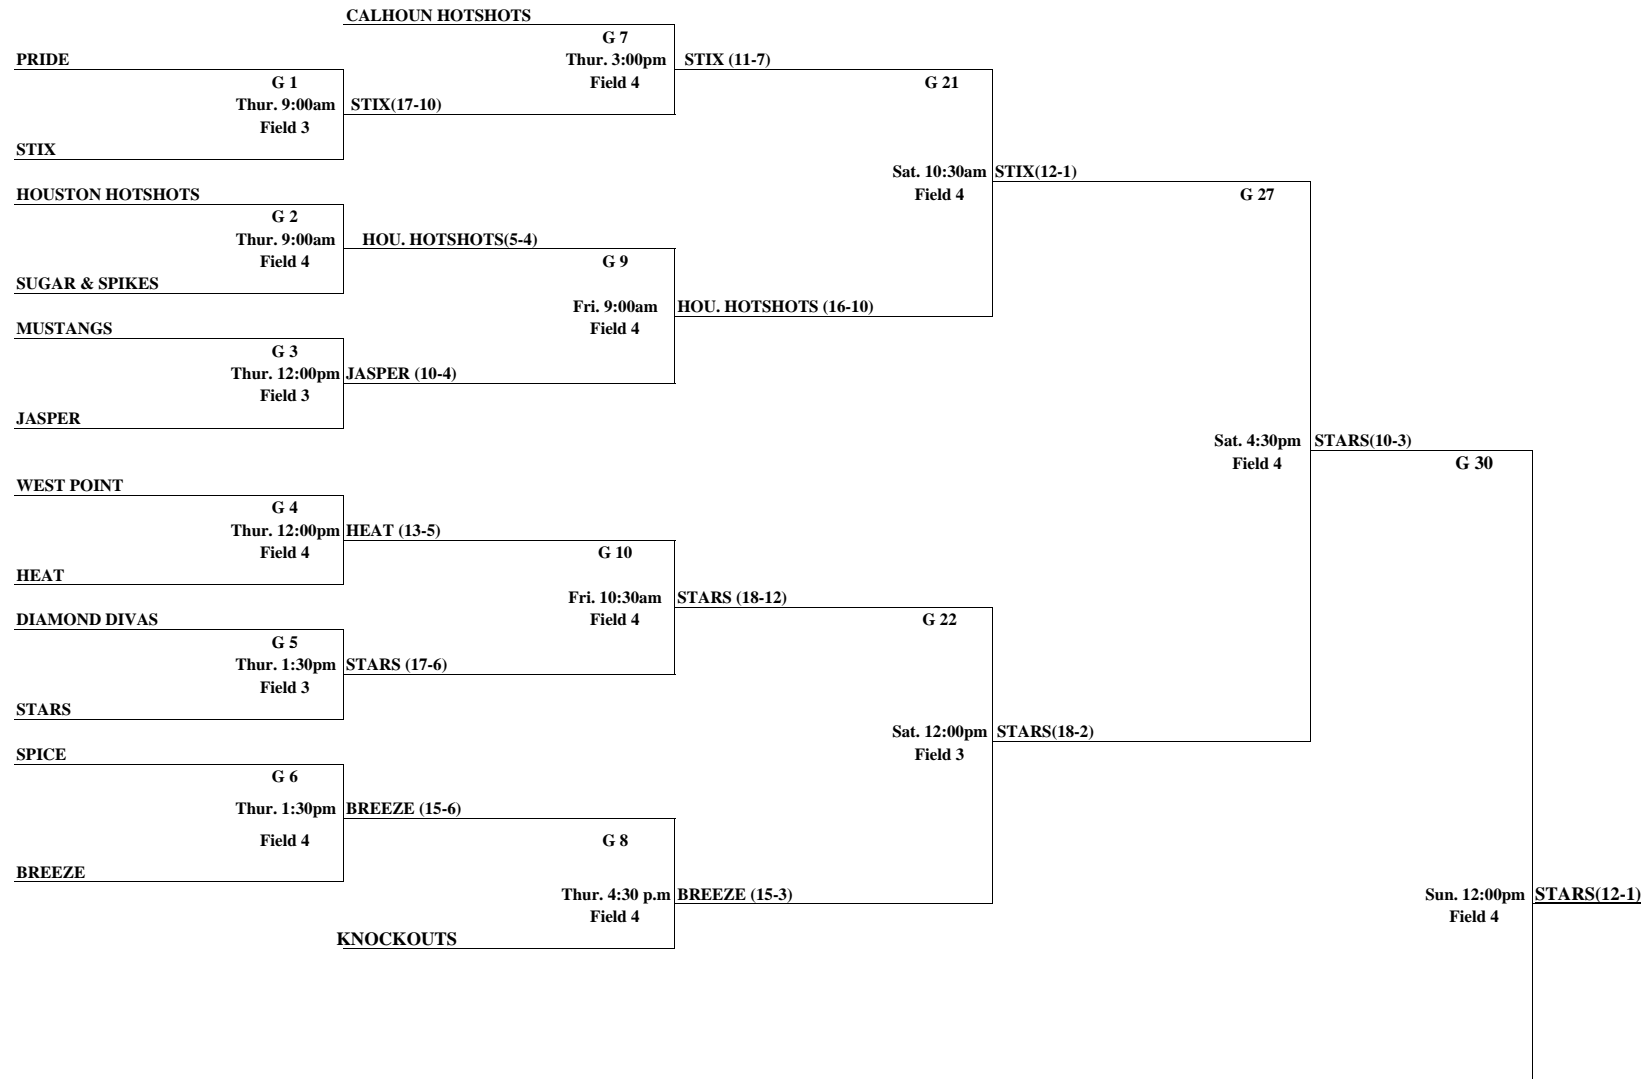 CALHOUN HOTSHOTS
G 7
PRIDE
Thur. 3:00pm
STIX (11-7)
G 1
Field 4
G 21
Thur. 9:00am
STIX(17-10)
Field 3
STIX
Sat. 10:30am
STIX(12-1)
HOUSTON HOTSHOTS
Field 4
G 27
G 2
Thur. 9:00am
HOU. HOTSHOTS(5-4)
Field 4
G 9
SUGAR & SPIKES
Fri. 9:00am
HOU. HOTSHOTS (16-10)
MUSTANGS
Field 4
G 3
Thur. 12:00pm
JASPER (10-4)
Field 3
JASPER
Sat. 4:30pm
STARS(10-3)
Field 4
G 30
WEST POINT
G 4
Thur. 12:00pm
HEAT (13-5)
Field 4
G 10
HEAT
Fri. 10:30am
STARS (18-12)
DIAMOND DIVAS
Field 4
G 22
G 5
Thur. 1:30pm
STARS (17-6)
Field 3
STARS
Sat. 12:00pm
STARS(18-2)
SPICE
Field 3
G 6
Thur. 1:30pm
BREEZE (15-6)
Field 4
G 8
BREEZE
Thur. 4:30 p.m
BREEZE (15-3)
Sun. 12:00pm
STARS(12-1)
Field 4
Field 4
KNOCKOUTS